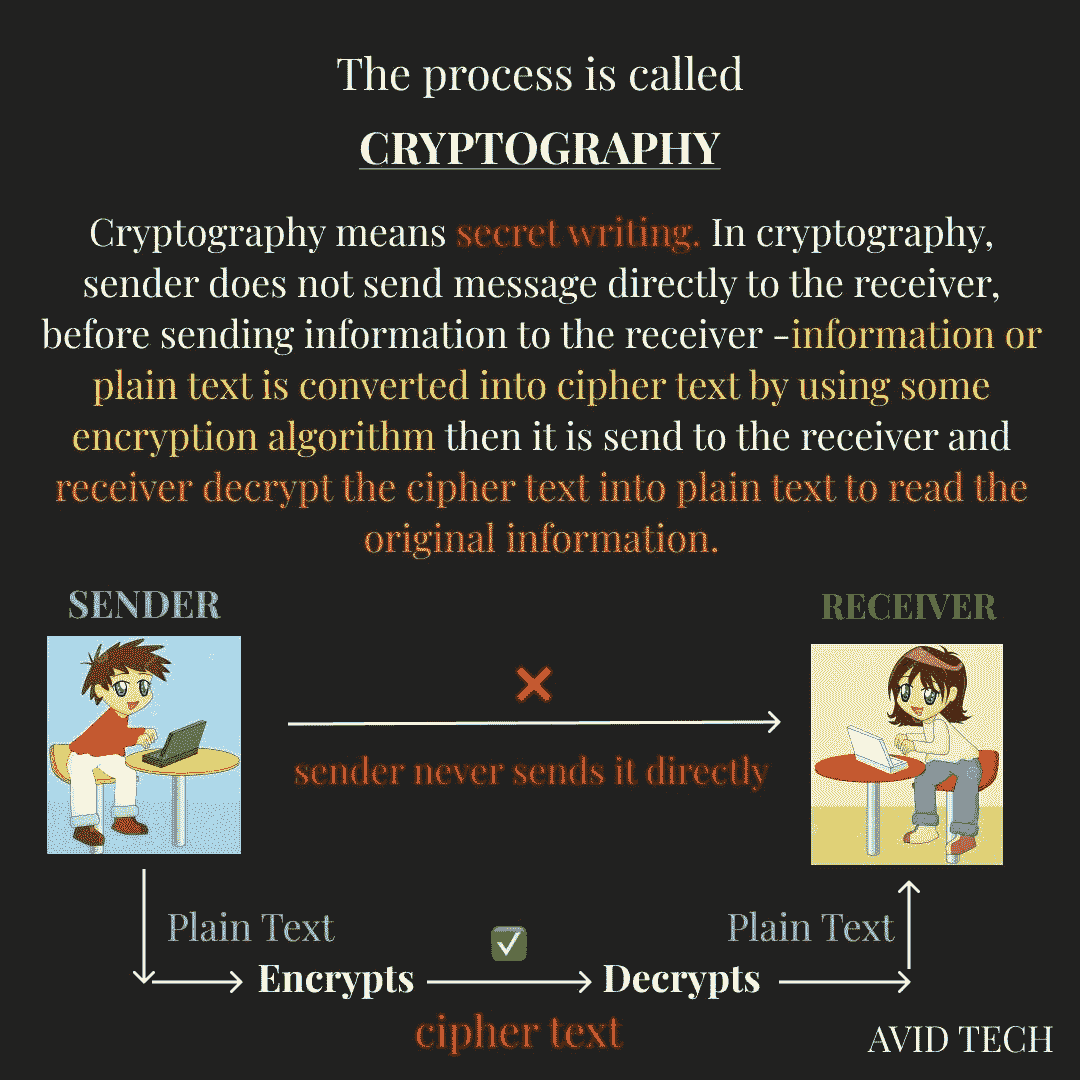 The process is called
CRYPTOGRAPHY
Cryptography means secret writing. In cryptography,
sender does not send message directly to the receiver,
before sending information to the receiver -information or
plain text is converted into cipher text by using some
encryption algorithm then it is send to the receiver and
receiver decrypt the cipher text into plain text to read the
original information.
SENDER
RECEIVER
sender never sends it directly
Plain Text
Plain Text
Encrypts
Decrypts
cipher text
AVID TECH